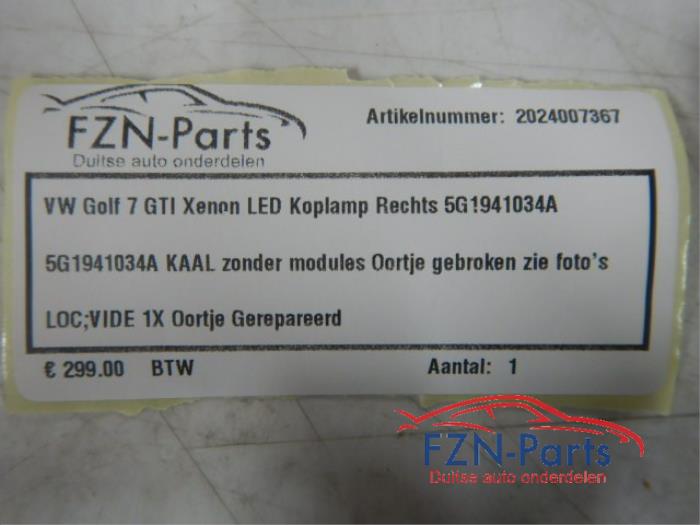 FZN-Parts
Duitse auto onderdelen
Artikelnummer: 2024007367
VW Golf 7 GTI Xenon LED Koplamp Rechts 5G1941034A
5G1941034A KAAL zonder modules Oortje gebroken zie foto's
LOC;VIDE 1X Oortje Gerepareerd
€ 299.00 BTW Aantal: 1
FZN-Parts
Duitse auto onderdelen